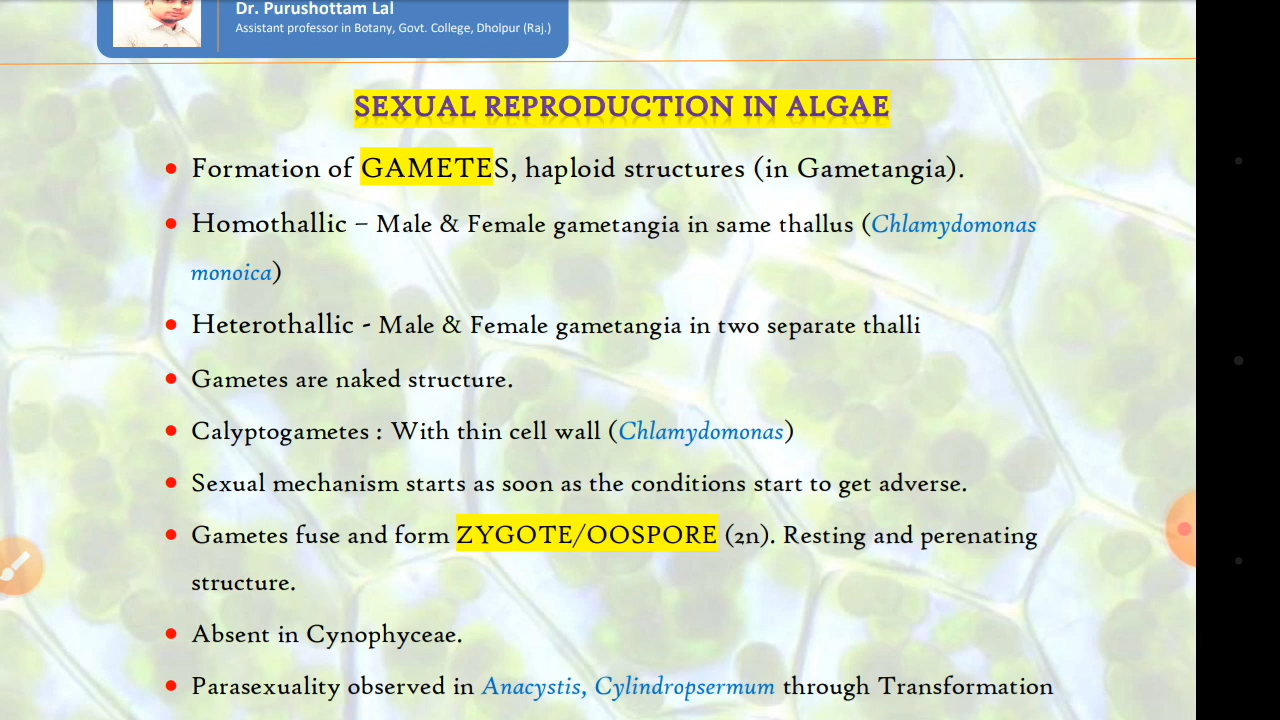 Dr. Purushottam Lal
Assistant professor in Botany, Govt. College, Dholpur (Raj.)
SEXUAL REPRODUCTION IN ALGAE
Formation of GAMETES, haploid structures (in Gametangia).
Homothallic – Male & Female gametangia in same thallus (Chlamydomonas
monoica)
Heterothallic - Male & Female gametangia in two separate thalli
Gametes are naked structure.
Calyptogametes : With thin cell wall (Chlamydomonas)
Sexual mechanism starts as soon as the conditions start to get adverse.
Gametes fuse and form ZYGOTE/OOSPORE (2n). Resting and perenating
structure.
Absent in Cynophyceae.
Parasexuality observed in Anacystis, Cylindropsermum through Transformation